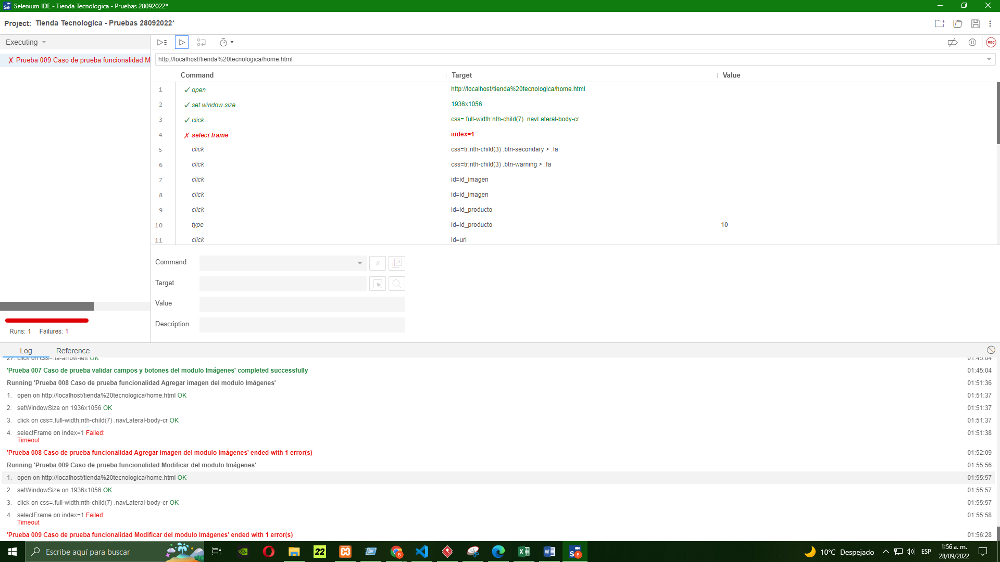 Selenium IDE - Tienda Tecnologica - Pruebas 28092022*
Project: Tienda Tecnologica - Pruebas 28092022*
Executing
REC
Prueba 009 Caso de prueba funcionalidad M
http://localhost/tienda%20tecnologica/home.html
Command Target Value
1 open http://localhost/tienda%20tecnologica/home.html
2 set window size 1936x1056
3 click css=.full-width:nth-child(7) .navLateral-body-cr
4 select frame index=1
5 click css=tr:nth-child(3) .btn-secondary > .fa
6 click css=tr:nth-child(3) .btn-warning > .fa
7 click id=id_imagen
8 click id=id_imagen
9 click id=id_producto
10 type id=id_producto 10
11 click id=url
Command //
Target
Value
Description
Runs: 1 Failures: 1
Log Reference
27. click on css=.fa-arrow-left OK 01:45:04
'Prueba 007 Caso de prueba validar campos y botones del modulo Imágenes' completed successfully 01:45:04
Running 'Prueba 008 Caso de prueba funcionalidad Agregar imagen del modulo Imágenes' 01:51:36
1. open on http://localhost/tienda%20tecnologica/home.html OK 01:51:37
2. setWindowSize on 1936x1056 OK 01:51:37
3. click on css=.full-width:nth-child(7) .navLateral-body-cr OK 01:51:37
4. selectFrame on index=1 Failed: 01:51:38
Timeout
'Prueba 008 Caso de prueba funcionalidad Agregar imagen del modulo Imágenes' ended with 1 error(s) 01:52:09
Running 'Prueba 009 Caso de prueba funcionalidad Modificar del modulo Imágenes' 01:55:56
1. open on http://localhost/tienda%20tecnologica/home.html OK 01:55:57
2. setWindowSize on 1936x1056 OK 01:55:57
3. click on css=.full-width:nth-child(7) .navLateral-body-cr OK 01:55:57
4. selectFrame on index=1 Failed: 01:55:58
Timeout
'Prueba 009 Caso de prueba funcionalidad Modificar del modulo Imágenes' ended with 1 error(s) 01:56:28
Escribe aquí para buscar
22
10°C Despejado
ESP
1:56 a. m.
28/09/2022